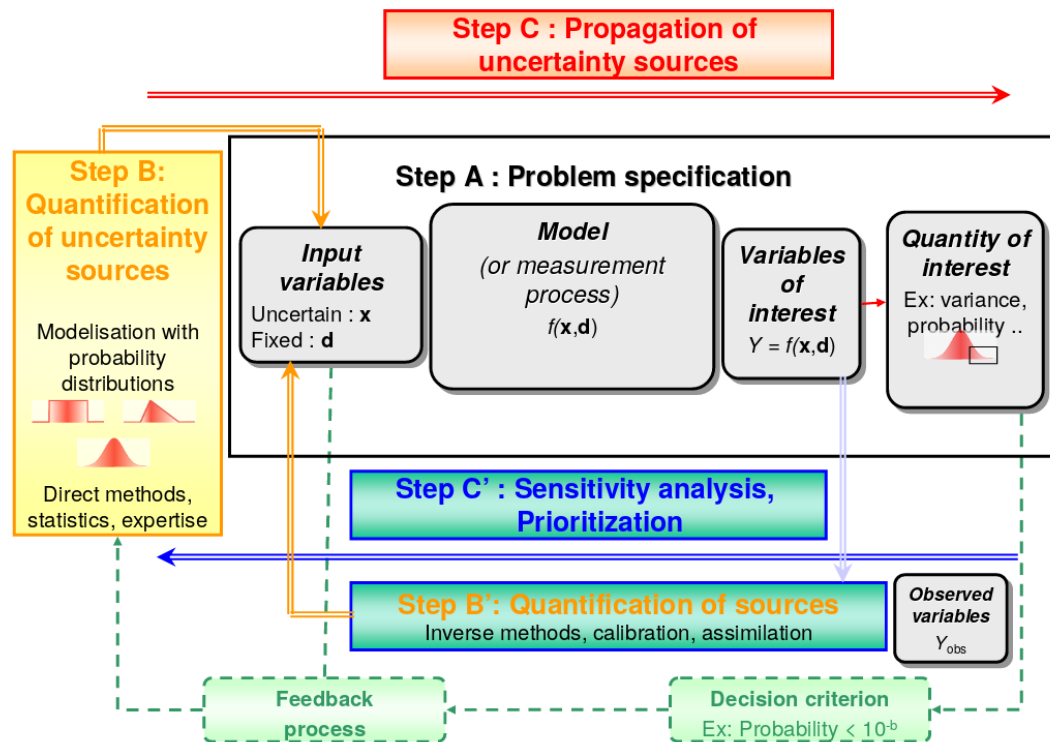 Step C : Propagation of
uncertainty sources
Step B:
Quantification
of uncertainty
sources
Modelisation with
probability
distributions
Direct methods,
statistics, expertise
Step A : Problem specification
Input
variables
Uncertain : x
Fixed : d
Model
(or measurement
process)
f(x,d)
Variables
of
interest
Y = f(x,d)
Quantity of
interest
Ex: variance,
probability ..
Step C’ : Sensitivity analysis,
Prioritization
Step B’: Quantification of sources
Inverse methods, calibration, assimilation
Observed
variables
Yobs
Feedback
process
Decision criterion
Ex: Probability < 10-b